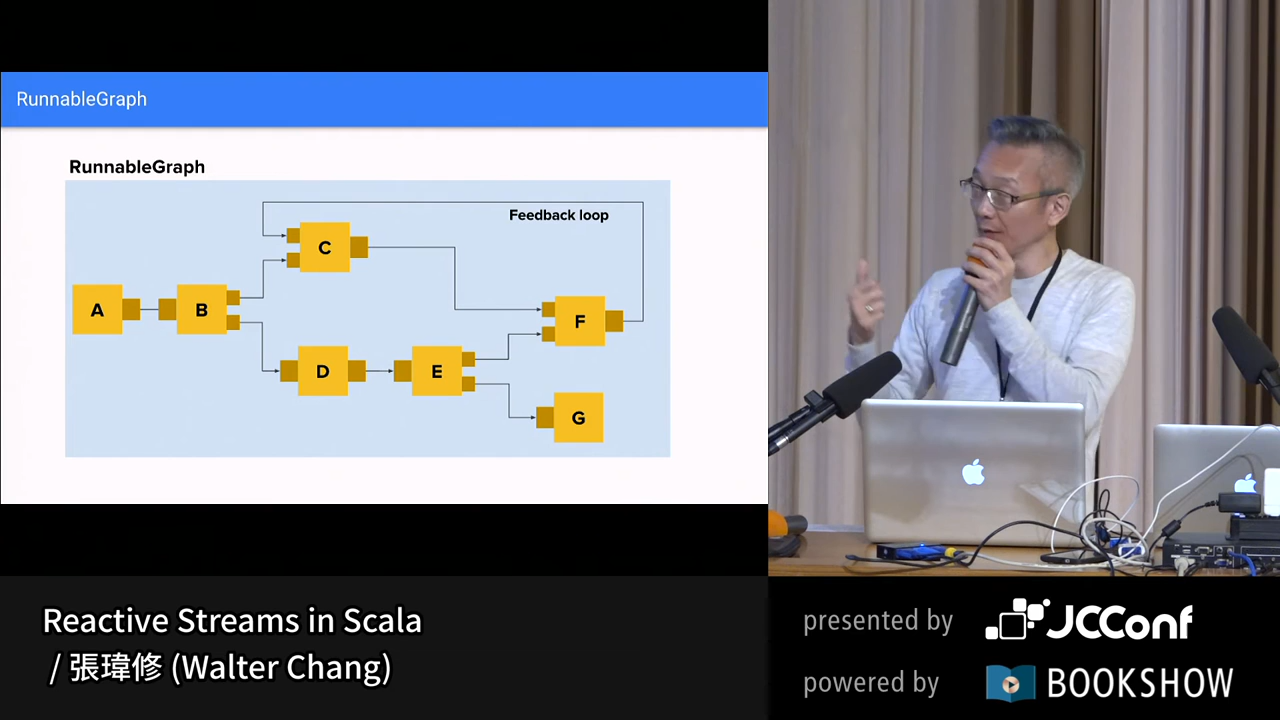 RunnableGraph
RunnableGraph
Feedback loop
C
A
B
F
D
E
G
Reactive Streams in Scala
/ 張瑋修 (Walter Chang)
presented by JCConf
powered by BOOKSHOW